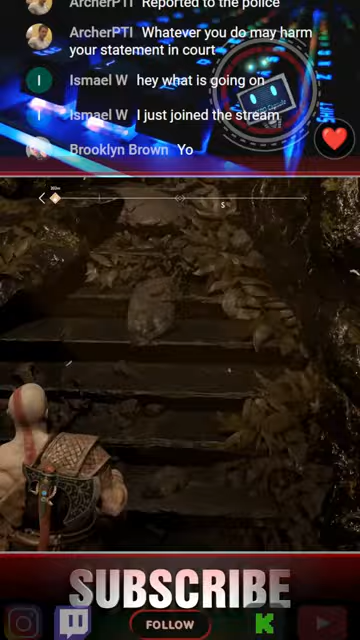 ArcherPTI Reported to the police
ArcherPTI Whatever you do may harm
your statement in court
I Ismael W hey what is going on
I Ismael W I just joined the stream
Brooklyn Brown Yo
S
SUBSCRIBE
FOLLOW
K